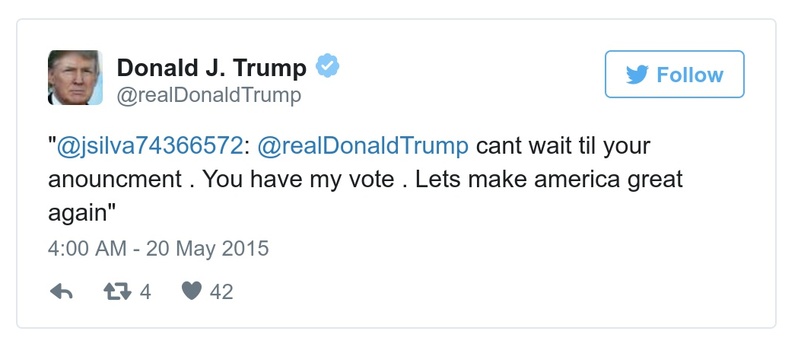 Donald J. Trump
@realDonaldTrump
Follow
"@jsilva74366572: @realDonaldTrump cant wait til your
anouncment . You have my vote . Lets make america great
again"
4:00 AM - 20 May 2015
4 42